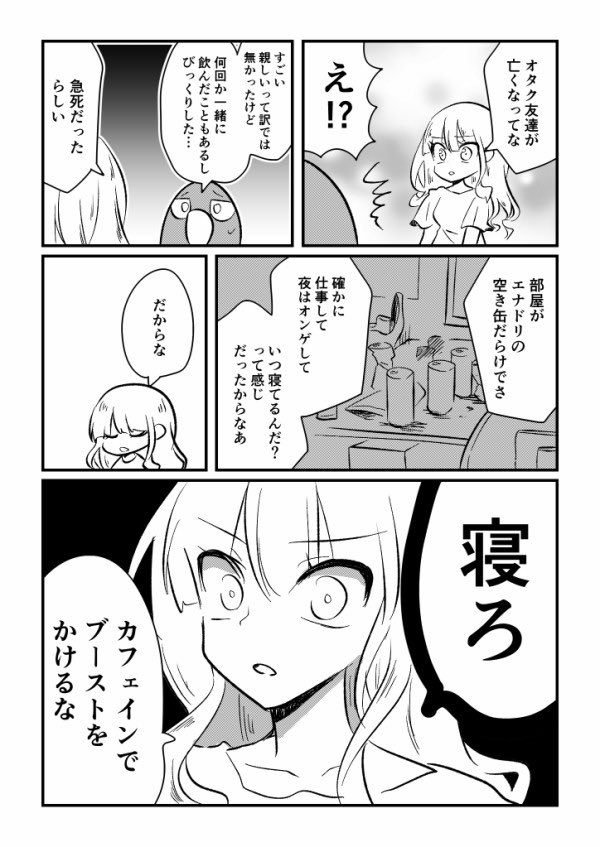 オタク友達が
亡くなってな
え!?
すごい
親しいって訳では
無かったけど
何回か一緒に
飲んだこともあるし
びっくりした…
急死だった
らしい
部屋が
エナドリの
空き缶だらけでさ
確かに
仕事して
夜はオンゲして
いつ寝てるんだ?
って感じ
だったからなあ
だからな
寝ろ
カフェインで
ブーストを
かけるな